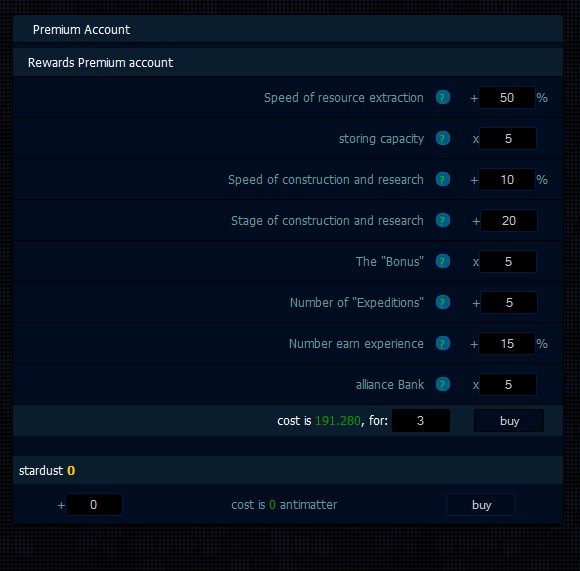 Premium Account
Rewards Premium account
Speed of resource extraction ? + 50 %
storing capacity ? x 5
Speed of construction and research ? + 10 %
Stage of construction and research ? + 20
The "Bonus" ? x 5
Number of "Expeditions" ? + 5
Number earn experience ? + 15 %
alliance Bank ? x 5
cost is 191.280, for: 3 buy
stardust 0
+ 0 cost is 0 antimatter buy